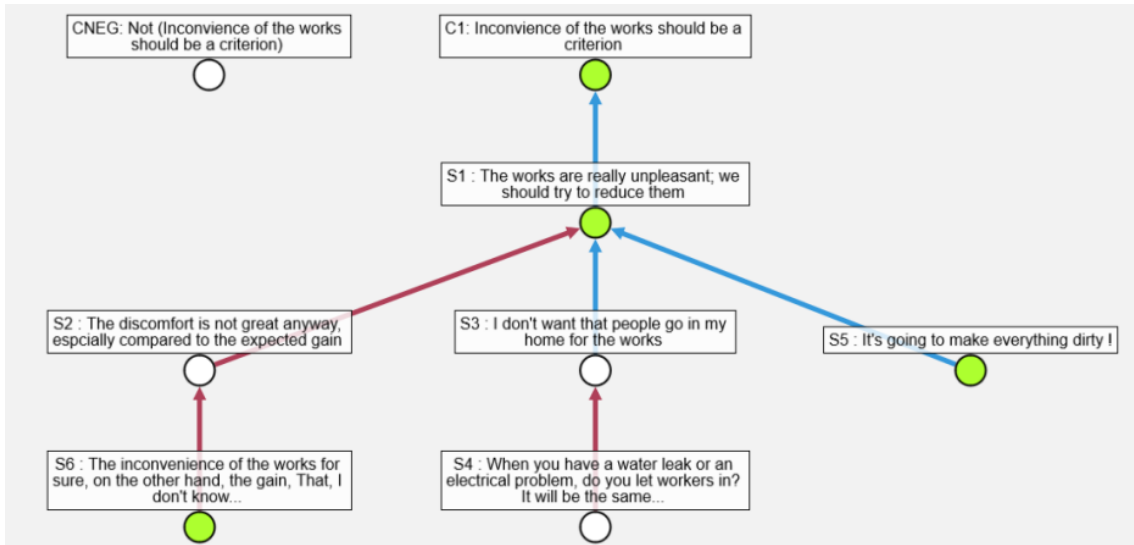 CNEG: Not (Inconvience of the works
should be a criterion)
C1: Inconvience of the works should be a
criterion
S1 : The works are really unpleasant; we
should try to reduce them
S2 : The discomfort is not great anyway,
espcially compared to the expected gain
S3 : I don't want that people go in my
home for the works
S5 : It's going to make everything dirty !
S6 : The inconvenience of the works for
sure, on the other hand, the gain, That, I
don't know...
S4 : When you have a water leak or an
electrical problem, do you let workers in?
It will be the same...